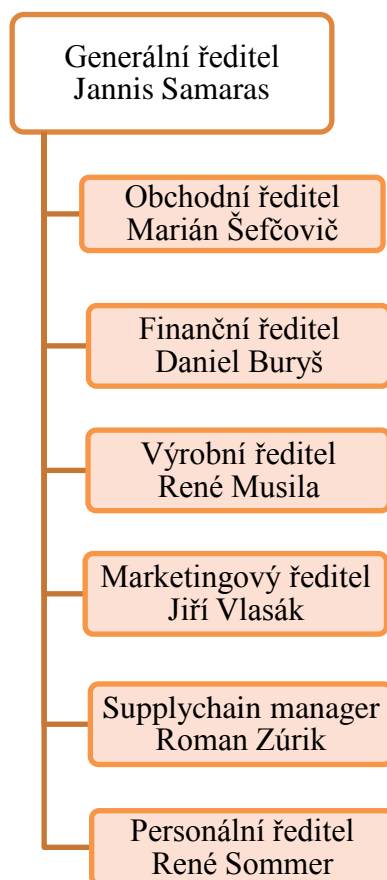 Generální ředitel
Jannis Samaras
Obchodní ředitel
Marián Šefčovič
Finanční ředitel
Daniel Buryš
Výrobní ředitel
René Musila
Marketingový ředitel
Jiří Vlasák
Supplychain manager
Roman Zúrik
Personální ředitel
René Sommer